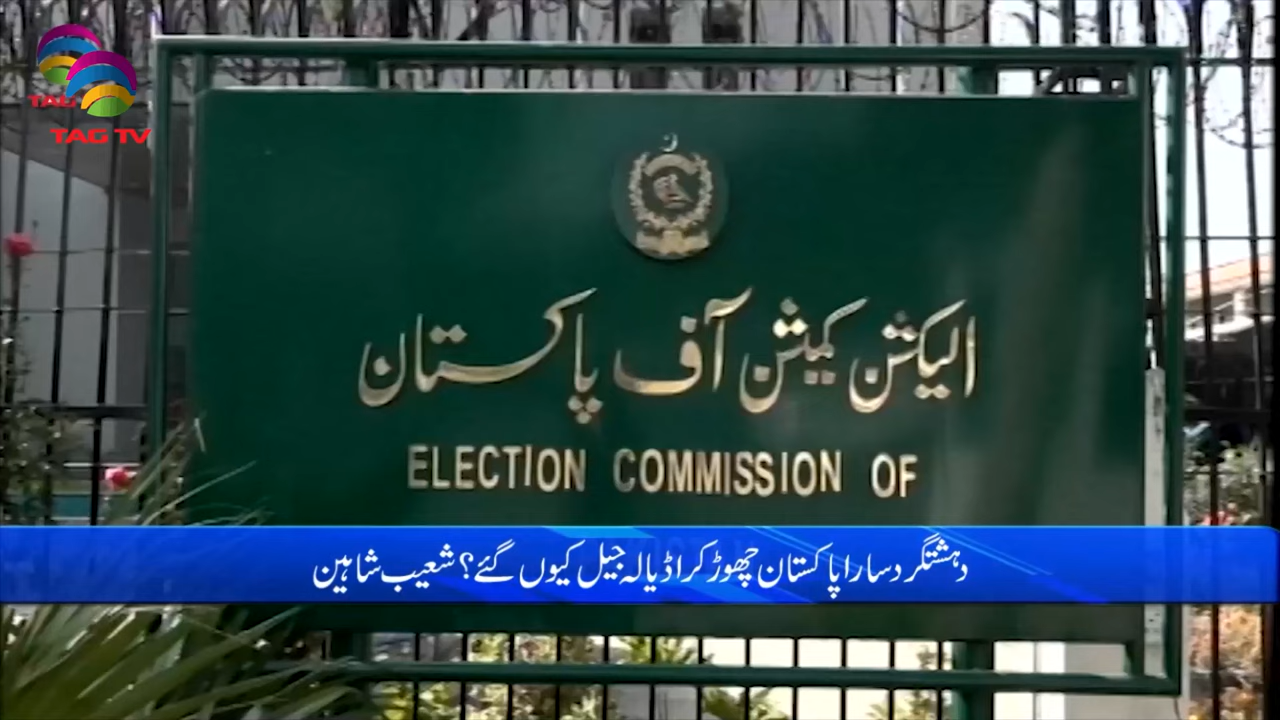 TAG
TAG TV
الیکشن کمیشن آف پاکستان
ELECTION COMMISSION OF
دہشتگرد سارا پاکستان چھوڑ کر اڈیالہ جیل کیوں گئے؟ شعیب شاہین